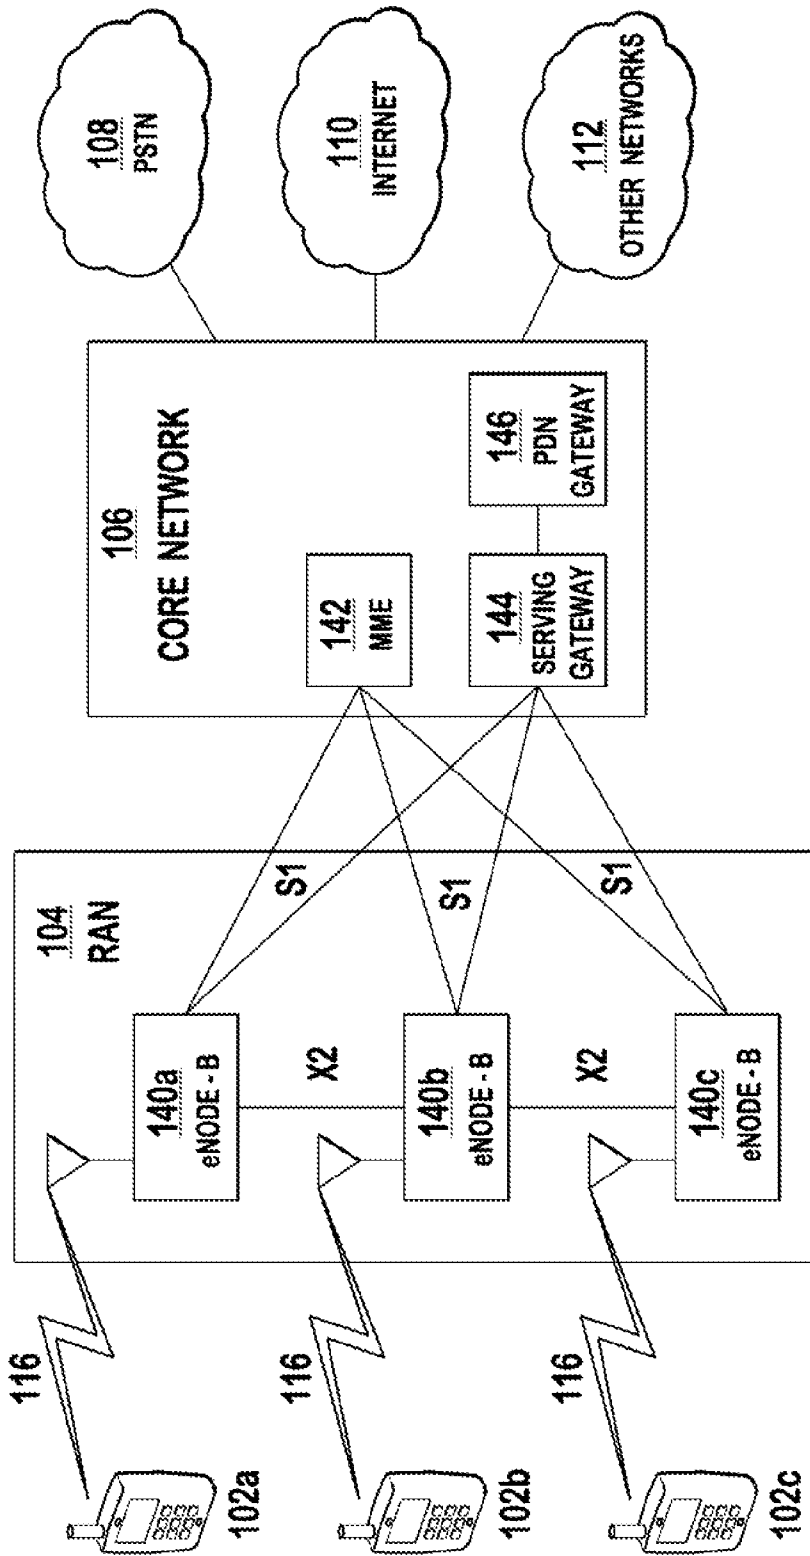 116
102a
116
102b
116
102c
104
RAN
140a
eNODE - B
X2
140b
eNODE - B
X2
140c
eNODE - B
S1
S1
S1
106
CORE NETWORK
142
MME
144
SERVING
GATEWAY
146
PDN
GATEWAY
108
PSTN
110
INTERNET
112
OTHER NETWORKS